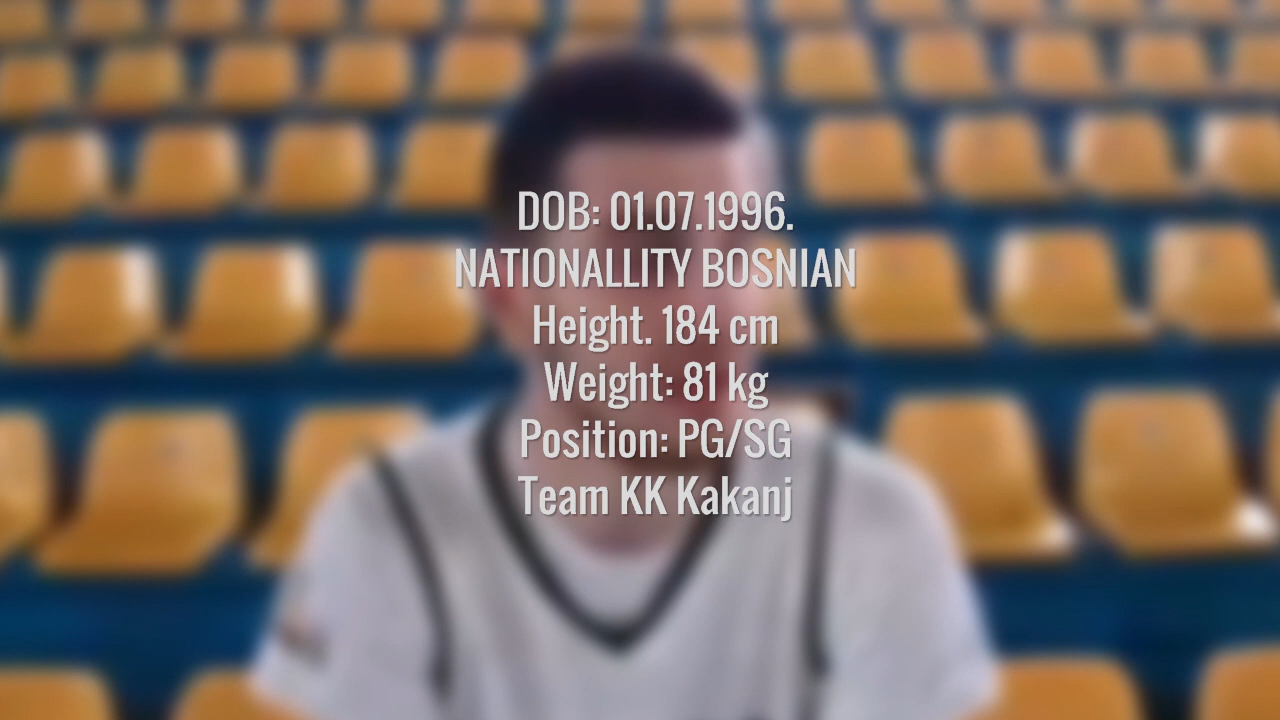 DOB: 01.07.1996.
NATIONALLITY BOSNIAN
Height. 184 cm
Weight: 81 kg
Position: PG/SG
Team KK Kakanj